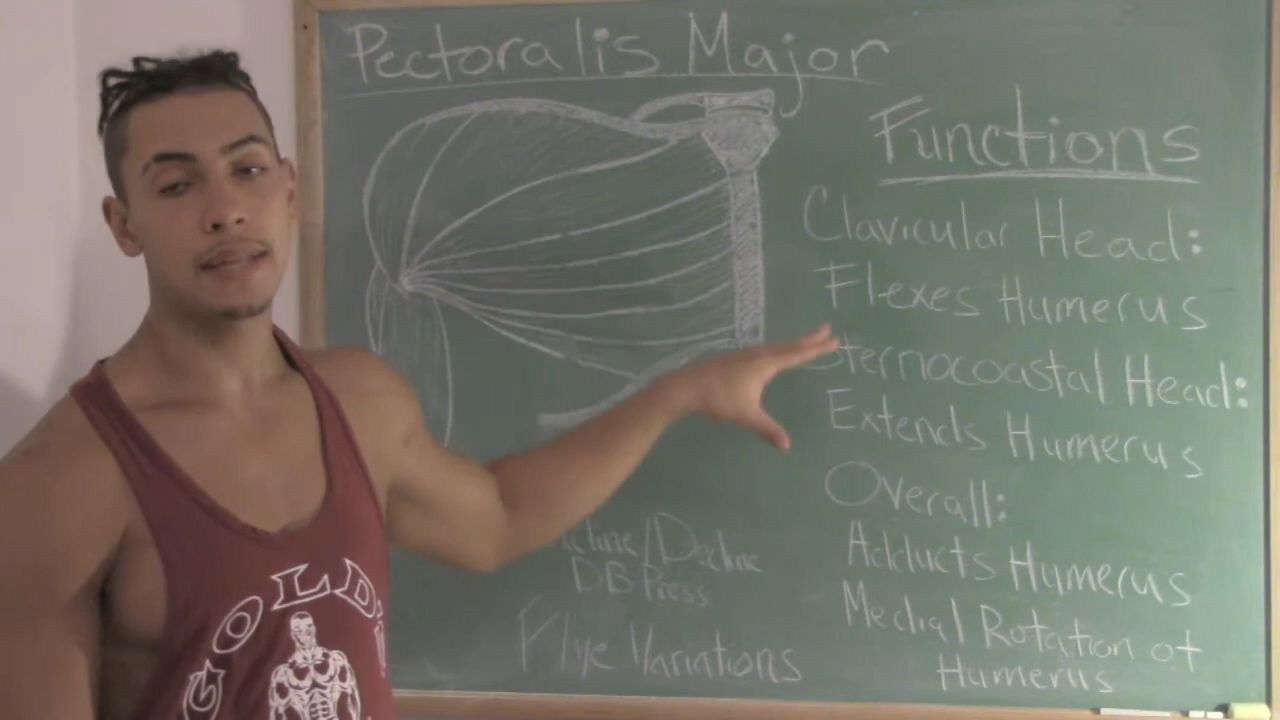 Pectoralis Major
Functions
Clavicular Head:
Flexes Humerus
Sternocoastal Head:
Extends Humerus
Overall:
Adducts Humerus
Medial Rotation of
Humerus
/Decline
DB Press
Flye Variations
GOLD